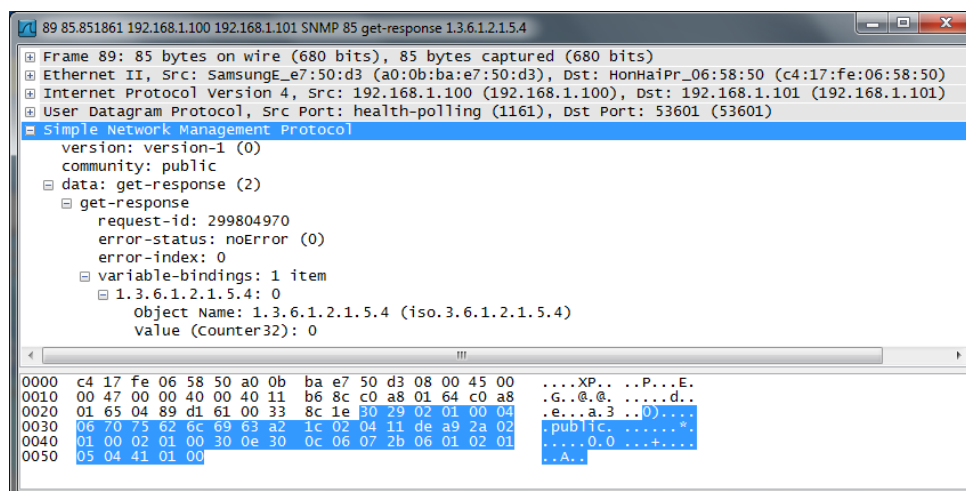 89 85.851861 192.168.1.100 192.168.1.101 SNMP 85 get-response 1.3.6.1.2.1.5.4
Frame 89: 85 bytes on wire (680 bits), 85 bytes captured (680 bits)
Ethernet II, Src: SamsungE_e7:50:d3 (a0:0b:ba:e7:50:d3), Dst: HonHaiPr_06:58:50 (c4:17:fe:06:58:50)
Internet Protocol Version 4, Src: 192.168.1.100 (192.168.1.100), Dst: 192.168.1.101 (192.168.1.101)
User Datagram Protocol, Src Port: health-polling (1161), Dst Port: 53601 (53601)
Simple Network Management Protocol
version: version-1 (0)
community: public
data: get-response (2)
get-response
request-id: 299804970
error-status: noError (0)
error-index: 0
variable-bindings: 1 item
1.3.6.1.2.1.5.4: 0
Object Name: 1.3.6.1.2.1.5.4 (iso.3.6.1.2.1.5.4)
Value (Counter32): 0
0000 c4 17 fe 06 58 50 a0 0b ba e7 50 d3 08 00 45 00 ....XP.. ..P...E.
0010 00 47 00 00 40 00 40 11 b6 8c c0 a8 01 64 c0 a8 .G..@.@. .....d..
0020 01 65 04 89 d1 61 00 33 8c 1e 30 29 02 01 00 04 .e...a.3 ..0)....
0030 06 70 75 62 6c 69 63 a2 1c 02 04 11 de a9 2a 02 .public. ......*.
0040 01 00 02 01 00 30 0e 30 0c 06 07 2b 06 01 02 01 .....0.0 ...+....
0050 05 04 41 01 00 ..A..